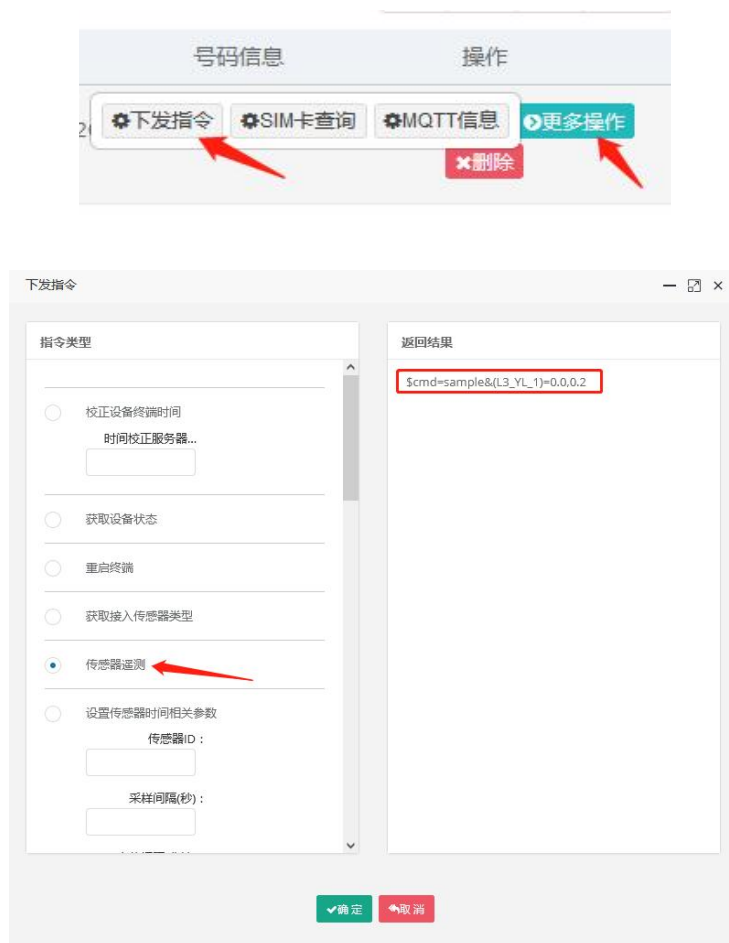 号码信息 操作
下发指令 SIM卡查询 MQTT信息 更多操作
删除
下发指令
指令类型 返回结果
$cmd=sample&(L3_YL_1)=0.0,0.2
校正设备终端时间
时间校正服务器...
获取设备状态
重启终端
获取接入传感器类型
传感器遥测
设置传感器时间相关参数
传感器ID：
采样间隔(秒)：
确定 取消